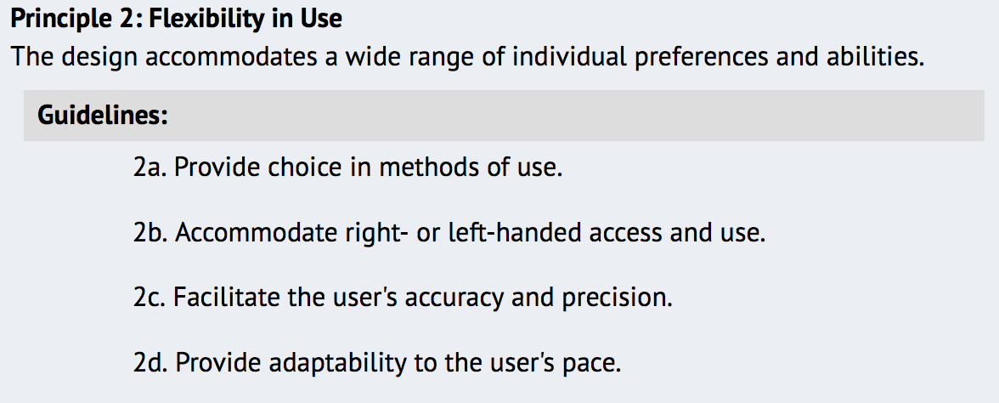 Principle 2: Flexibility in Use
The design accommodates a wide range of individual preferences and abilities.
Guidelines:
2a. Provide choice in methods of use.
2b. Accommodate right- or left-handed access and use.
2c. Facilitate the user's accuracy and precision.
2d. Provide adaptability to the user's pace.